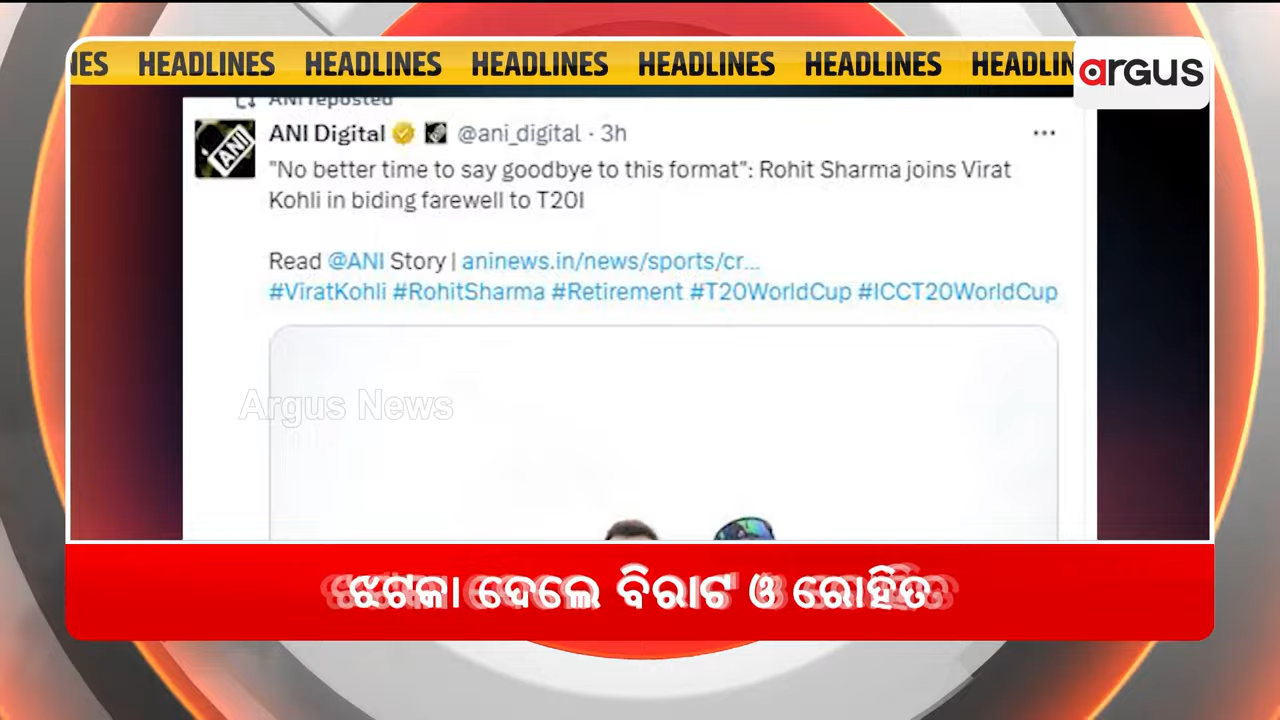 NES HEADLINES HEADLINES HEADLINES HEADLINES HEADLINES HEADLIN
argus
ANI reposted
ANI Digital @ani_digital · 3h
"No better time to say goodbye to this format": Rohit Sharma joins Virat
Kohli in biding farewell to T20I
Read @ANI Story | aninews.in/news/sports/cr...
#ViratKohli #RohitSharma #Retirement #T20WorldCup #ICCT20WorldCup
Argus News
ଝଟକା ଦେଲେ ବିରାଟ ଓ ରୋହିତ